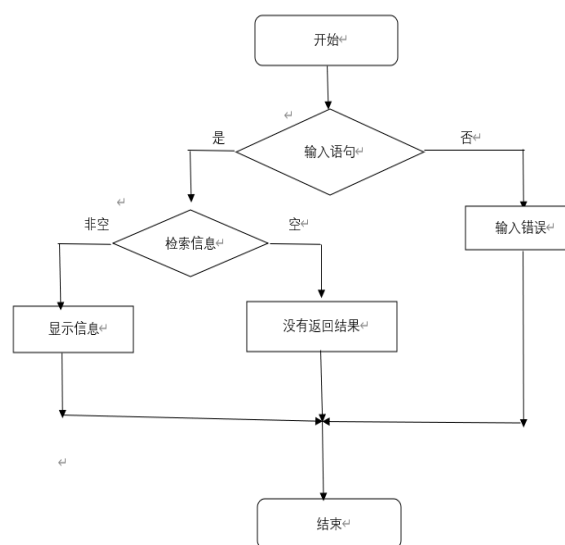 开始
是
输入语句
否
非空
检索信息
空
输入错误
显示信息
没有返回结果
结束